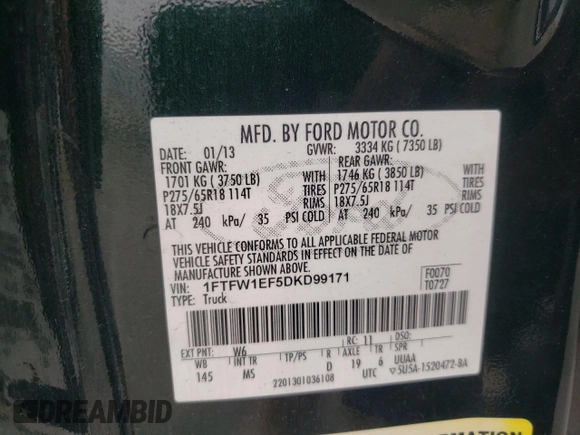 MFD. BY FORD MOTOR CO.
DATE: 01/13 GVWR: 3334 KG ( 7350 LB)
FRONT GAWR: REAR GAWR:
1701 KG ( 3750 LB) 1746 KG ( 3850 LB)
P275/65R18 114T TIRES P275/65R18 114T
18X7.5J RIMS 18X7.5J
AT 240 kPa/ 35 PSI COLD AT 240 kPa/ 35 PSI COLD
THIS VEHICLE CONFORMS TO ALL APPLICABLE FEDERAL MOTOR
VEHICLE SAFETY STANDARDS IN EFFECT ON THE DATE OF
MANUFACTURE SHOWN ABOVE.
VIN: 1FTFW1EF5DKD99171
TYPE: Truck
F0070
T0727
EXT PNT: W6 RC: 11 DSO:
WB INT TR TP/PS R AXLE TR SPR
145 MS D 19 6 UUAA
2201301036108 UTC 5U5A-1520472-BA
DREAMBID